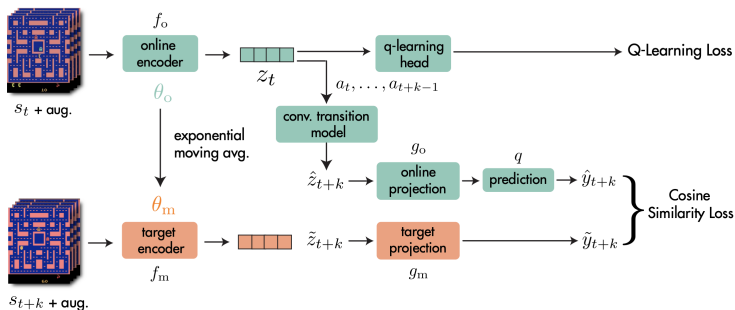 f_o
online encoder
q-learning head
Q-Learning Loss
z_t
a_t, . . . , a_{t+k−1}
s_t + aug.
θ_o
conv. transition model
exponential moving avg.
g_o
q
ẑ_{t+k}
online projection
prediction
ŷ_{t+k}
Cosine Similarity Loss
θ_m
target encoder
z̃_{t+k}
target projection
ỹ_{t+k}
f_m
g_m
s_{t+k} + aug.